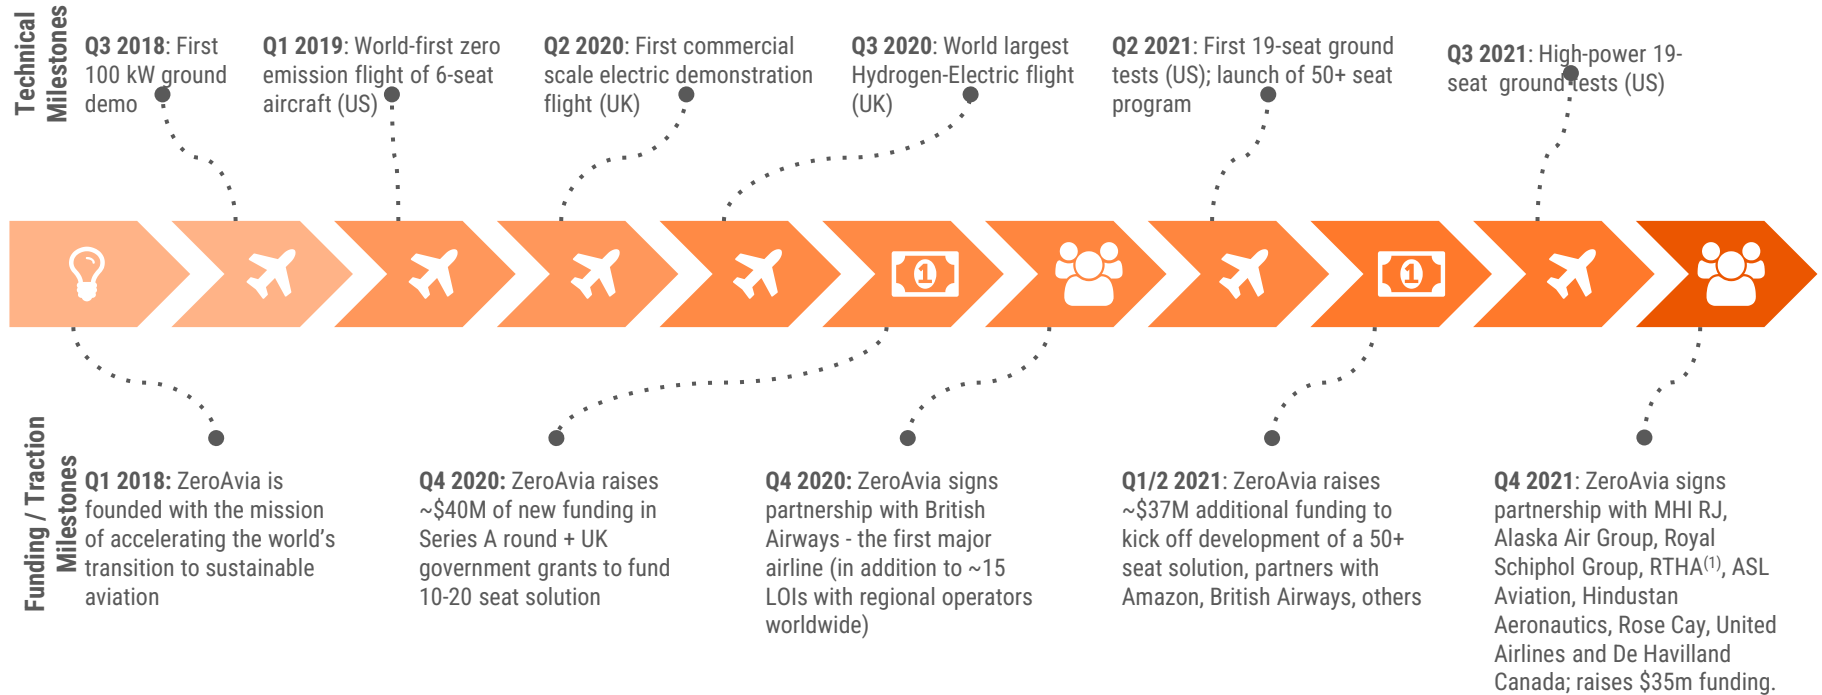 Technical
Milestones
Q3 2018: First
100 kW ground
demo
Q1 2019: World-first zero
emission flight of 6-seat
aircraft (US)
Q2 2020: First commercial
scale electric demonstration
flight (UK)
Q3 2020: World largest
Hydrogen-Electric flight
(UK)
Q2 2021: First 19-seat ground
tests (US); launch of 50+ seat
program
Q3 2021: High-power 19-
seat ground tests (US)
1
1
Funding / Traction
Milestones
Q1 2018: ZeroAvia is
founded with the mission
of accelerating the world’s
transition to sustainable
aviation
Q4 2020: ZeroAvia raises
~$40M of new funding in
Series A round + UK
government grants to fund
10-20 seat solution
Q4 2020: ZeroAvia signs
partnership with British
Airways - the first major
airline (in addition to ~15
LOIs with regional operators
worldwide)
Q1/2 2021: ZeroAvia raises
~$37M additional funding to
kick off development of a 50+
seat solution, partners with
Amazon, British Airways, others
Q4 2021: ZeroAvia signs
partnership with MHI RJ,
Alaska Air Group, Royal
Schiphol Group, RTHA(1), ASL
Aviation, Hindustan
Aeronautics, Rose Cay, United
Airlines and De Havilland
Canada; raises $35m funding.